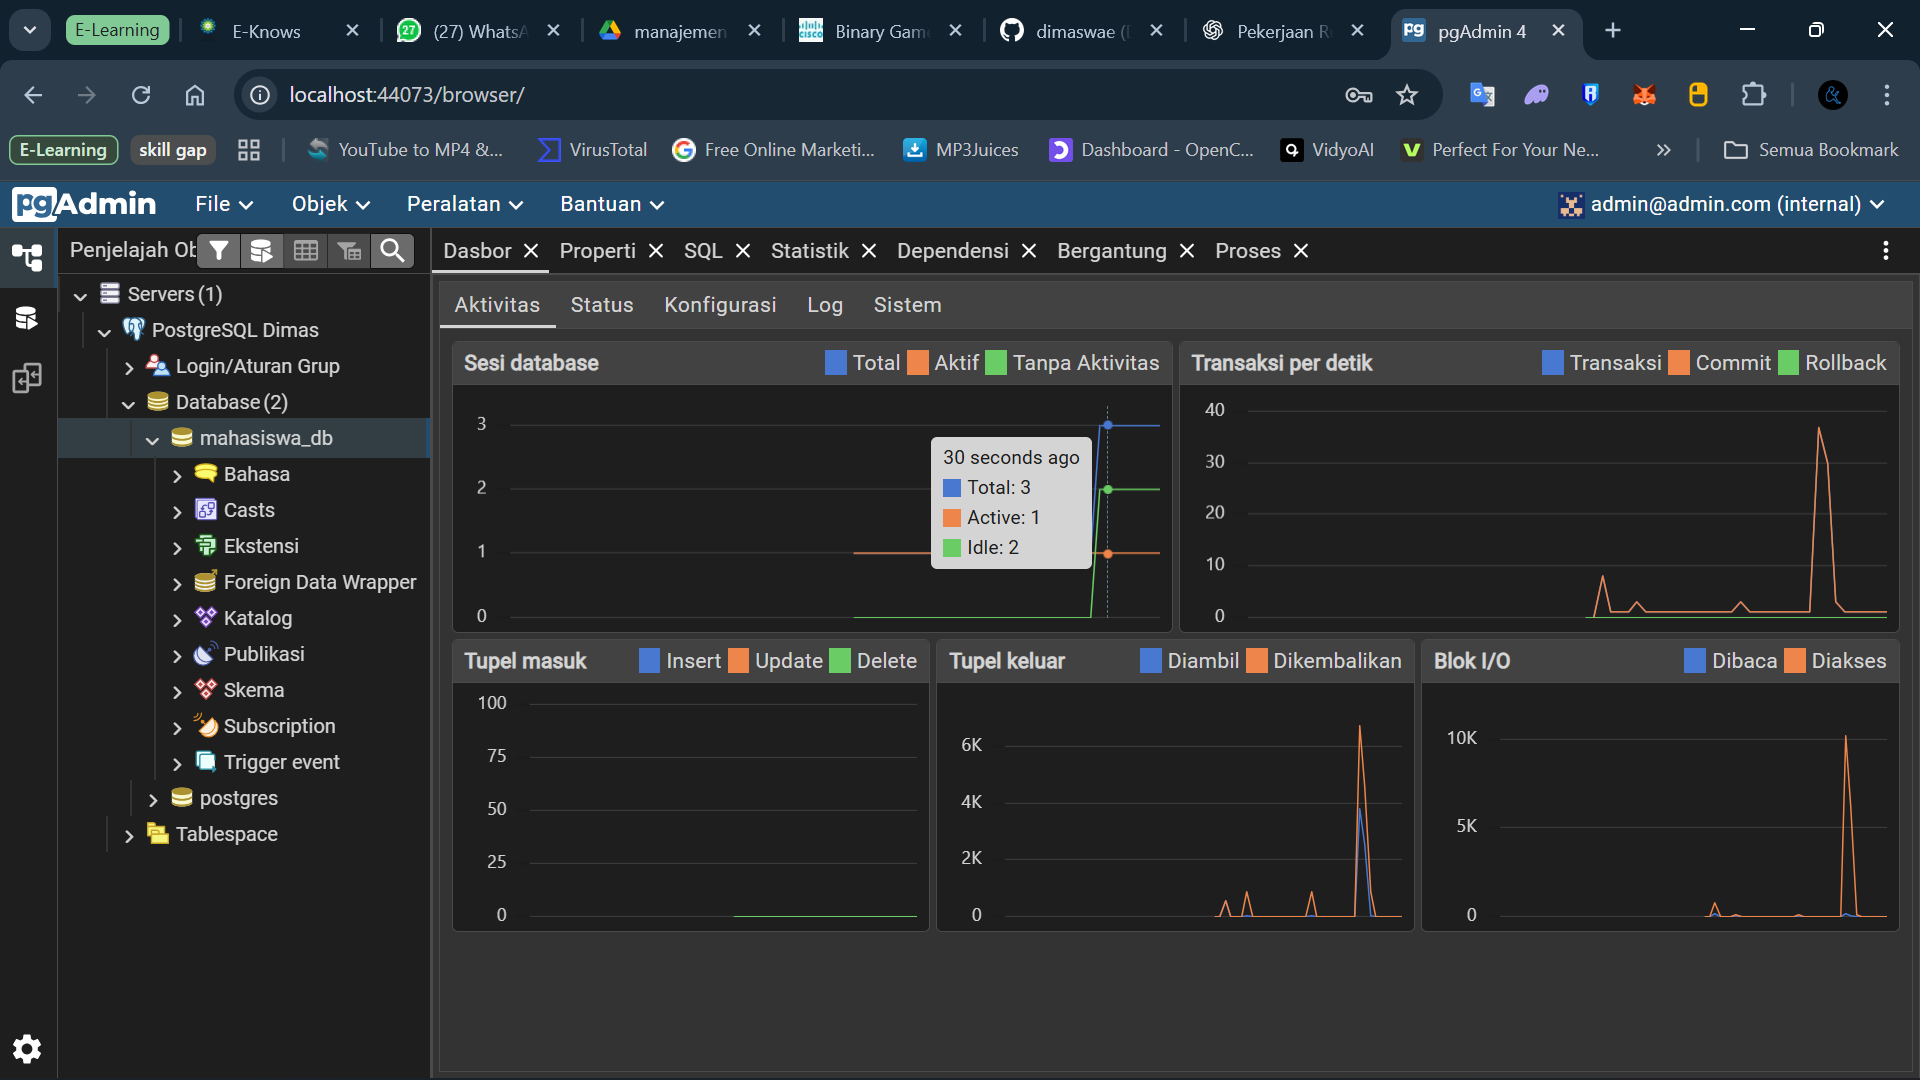 E-Learning
E-Knows
27
(27) WhatsA
manajemen
CISCO
Binary Gam
dimaswae (
Pekerjaan R
pg
pgAdmin 4
localhost:44073/browser/
E-Learning
skill gap
YouTube to MP4 &...
VirusTotal
Free Online Marketi...
MP3Juices
Dashboard - OpenC...
VidyoAI
Perfect For Your Ne...
Semua Bookmark
pgAdmin
File
Objek
Peralatan
Bantuan
admin@admin.com (internal)
Penjelajah Ob
Dasbor
Properti
SQL
Statistik
Dependensi
Bergantung
Proses
Servers (1)
PostgreSQL Dimas
Login/Aturan Grup
Database (2)
mahasiswa_db
Bahasa
Casts
Ekstensi
Foreign Data Wrapper
Katalog
Publikasi
Skema
Subscription
Trigger event
postgres
Tablespace
Aktivitas
Status
Konfigurasi
Log
Sistem
Sesi database
Total
Aktif
Tanpa Aktivitas
3
2
1
0
30 seconds ago
Total: 3
Active: 1
Idle: 2
Transaksi per detik
Transaksi
Commit
Rollback
40
30
20
10
0
Tupel masuk
Insert
Update
Delete
100
75
50
25
0
Tupel keluar
Diambil
Dikembalikan
6K
4K
2K
0
Blok I/O
Dibaca
Diakses
10K
5K
0